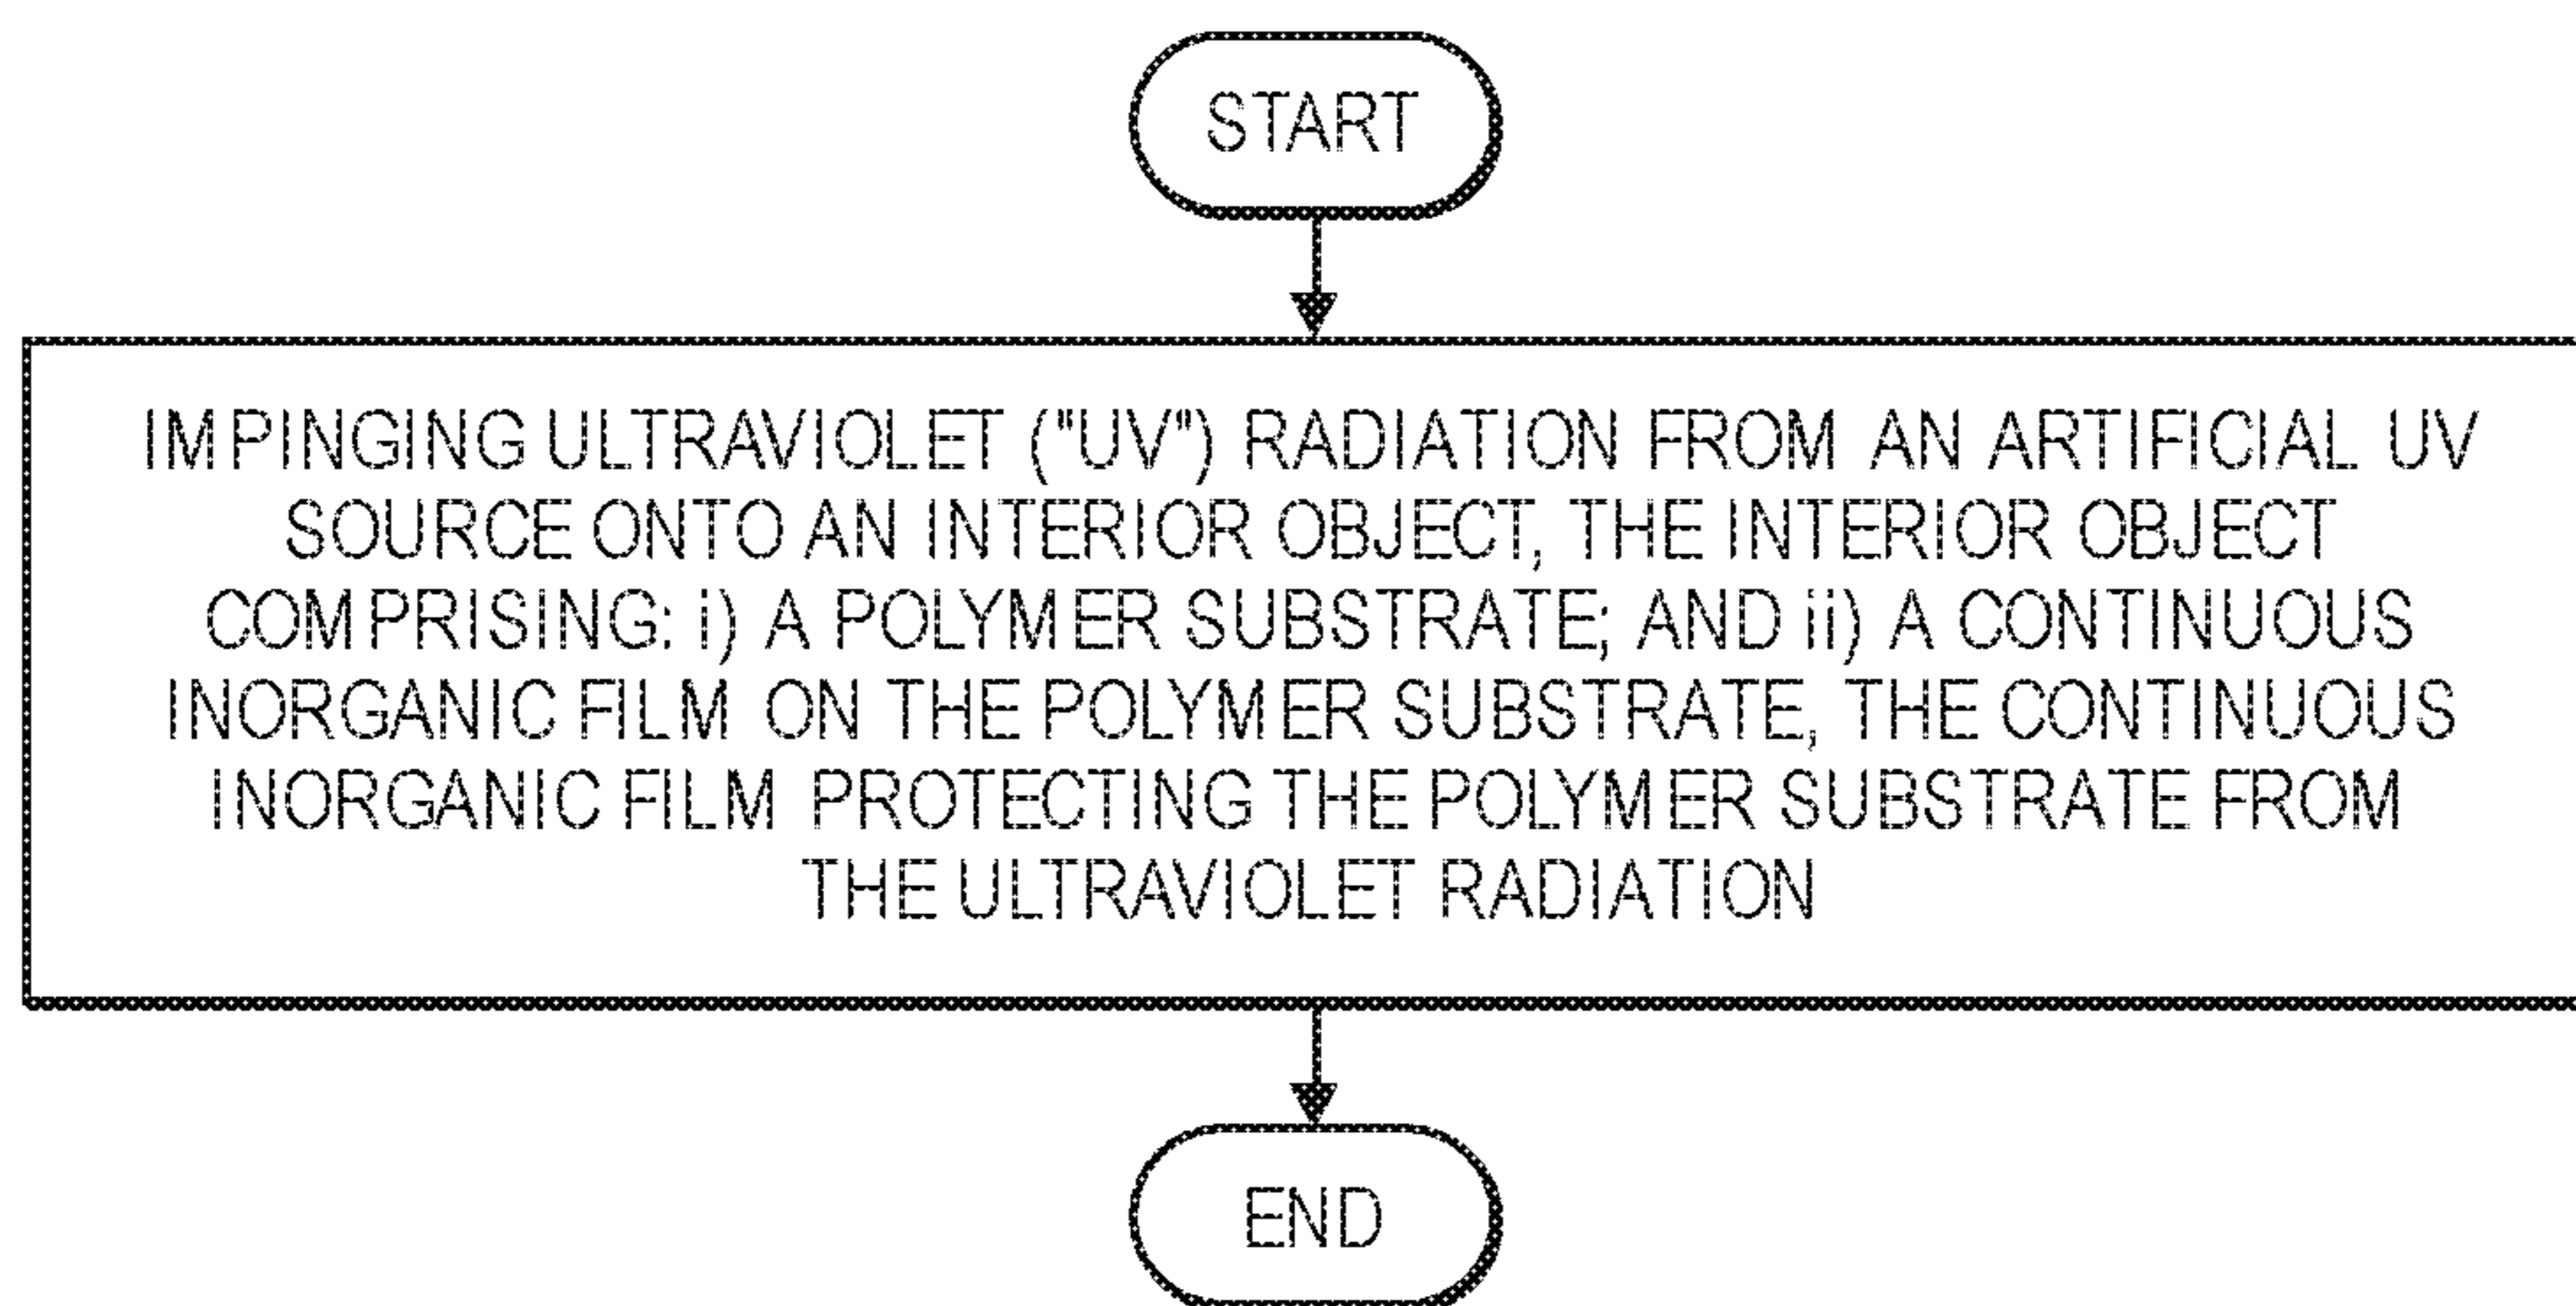 START
IMPINGING ULTRAVIOLET ("UV") RADIATION FROM AN ARTIFICIAL UV
SOURCE ONTO AN INTERIOR OBJECT, THE INTERIOR OBJECT
COMPRISING: i) A POLYMER SUBSTRATE; AND ii) A CONTINUOUS
INORGANIC FILM ON THE POLYMER SUBSTRATE, THE CONTINUOUS
INORGANIC FILM PROTECTING THE POLYMER SUBSTRATE FROM
THE ULTRAVIOLET RADIATION
END